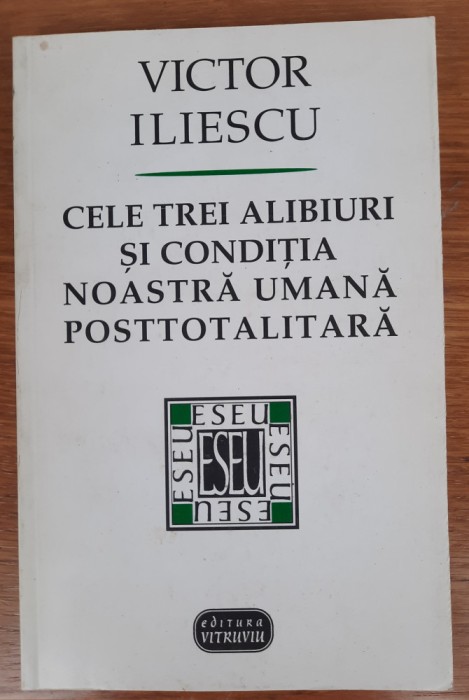 VICTOR
ILIESCU
CELE TREI ALIBIURI
ȘI CONDIȚIA
NOASTRĂ UMANĂ
POSTTOTALITARĂ
ESEU
ESEU
ESEU
ESEU
ESEU
editura
VITRUVIU